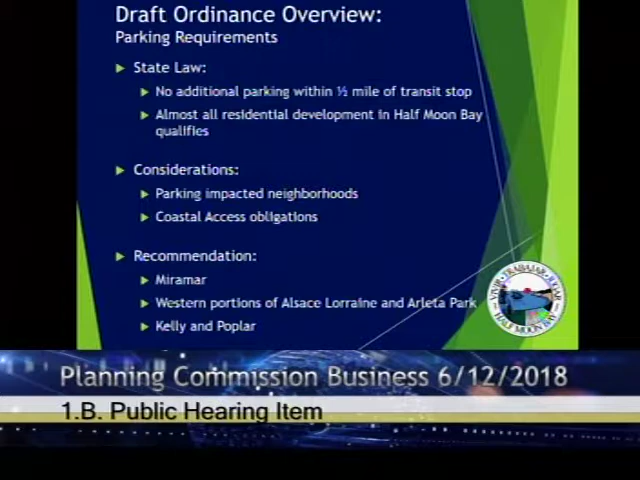 Draft Ordinance Overview:
Parking Requirements
State Law:
No additional parking within ½ mile of transit stop
Almost all residential development in Half Moon Bay
qualifies
Considerations:
Parking impacted neighborhoods
Coastal Access obligations
Recommendation:
Miramar
Western portions of Alsace Lorraine and Arleta Park
Kelly and Poplar
VIVIR · TRABAJAR · JUGAR
HALF MOON BAY
Planning Commission Business 6/12/2018
1.B. Public Hearing Item